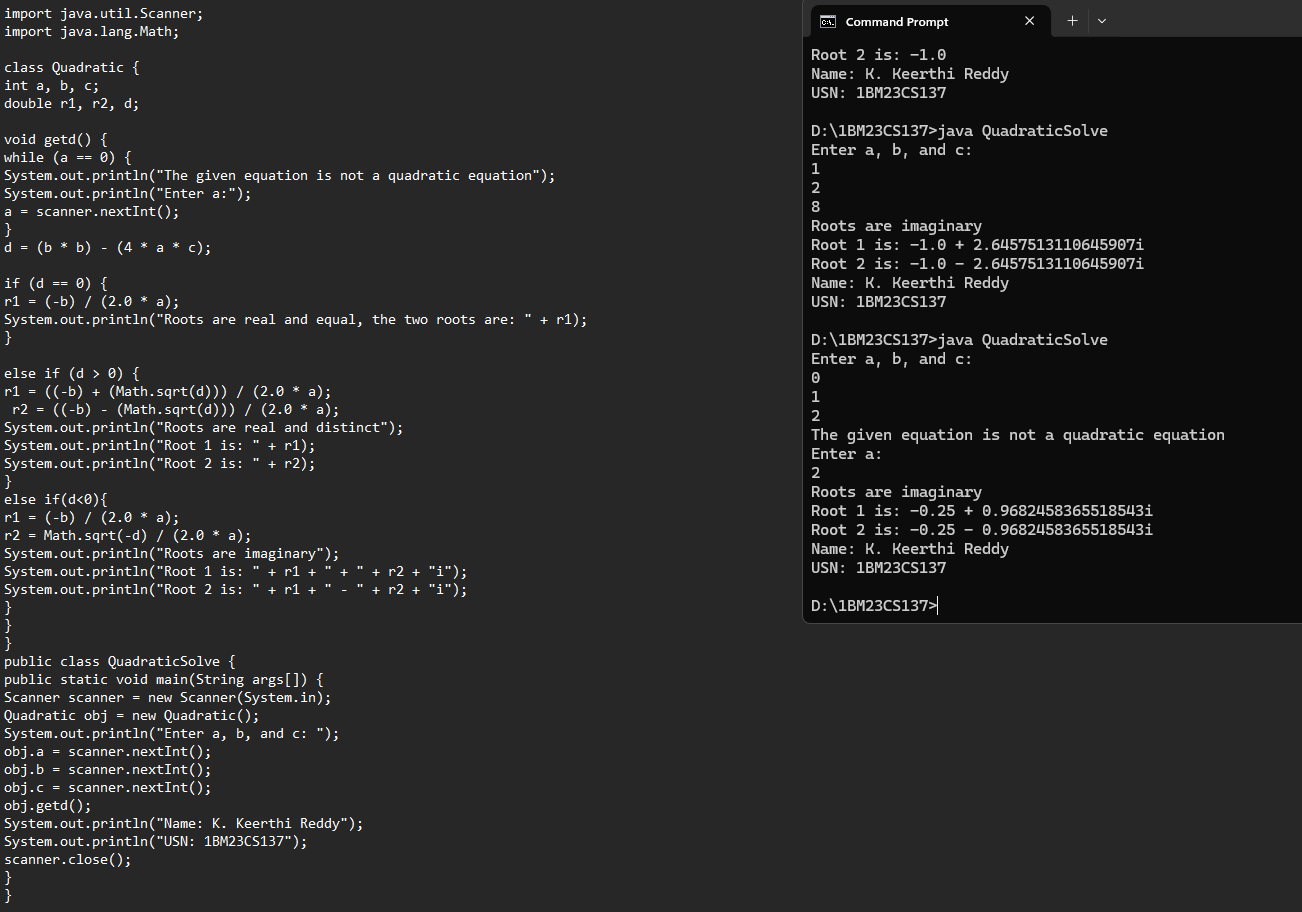 import java.util.Scanner;
import java.lang.Math;
class Quadratic {
int a, b, c;
double r1, r2, d;
void getd() {
while (a == 0) {
System.out.println("The given equation is not a quadratic equation");
System.out.println("Enter a:");
a = scanner.nextInt();
}
d = (b * b) - (4 * a * c);
if (d == 0) {
r1 = (-b) / (2.0 * a);
System.out.println("Roots are real and equal, the two roots are: " + r1);
}
else if (d > 0) {
r1 = ((-b) + (Math.sqrt(d))) / (2.0 * a);
r2 = ((-b) - (Math.sqrt(d))) / (2.0 * a);
System.out.println("Roots are real and distinct");
System.out.println("Root 1 is: " + r1);
System.out.println("Root 2 is: " + r2);
}
else if(d<0){
r1 = (-b) / (2.0 * a);
r2 = Math.sqrt(-d) / (2.0 * a);
System.out.println("Roots are imaginary");
System.out.println("Root 1 is: " + r1 + " + " + r2 + "i");
System.out.println("Root 2 is: " + r1 + " - " + r2 + "i");
}
}
}
public class QuadraticSolve {
public static void main(String args[]) {
Scanner scanner = new Scanner(System.in);
Quadratic obj = new Quadratic();
System.out.println("Enter a, b, and c: ");
obj.a = scanner.nextInt();
obj.b = scanner.nextInt();
obj.c = scanner.nextInt();
obj.getd();
System.out.println("Name: K. Keerthi Reddy");
System.out.println("USN: 1BM23CS137");
scanner.close();
}
}
Command Prompt
Root 2 is: -1.0
Name: K. Keerthi Reddy
USN: 1BM23CS137
D:\1BM23CS137>java QuadraticSolve
Enter a, b, and c:
1
2
8
Roots are imaginary
Root 1 is: -1.0 + 2.6457513110645907i
Root 2 is: -1.0 - 2.6457513110645907i
Name: K. Keerthi Reddy
USN: 1BM23CS137
D:\1BM23CS137>java QuadraticSolve
Enter a, b, and c:
0
1
2
The given equation is not a quadratic equation
Enter a:
2
Roots are imaginary
Root 1 is: -0.25 + 0.9682458365518543i
Root 2 is: -0.25 - 0.9682458365518543i
Name: K. Keerthi Reddy
USN: 1BM23CS137
D:\1BM23CS137>